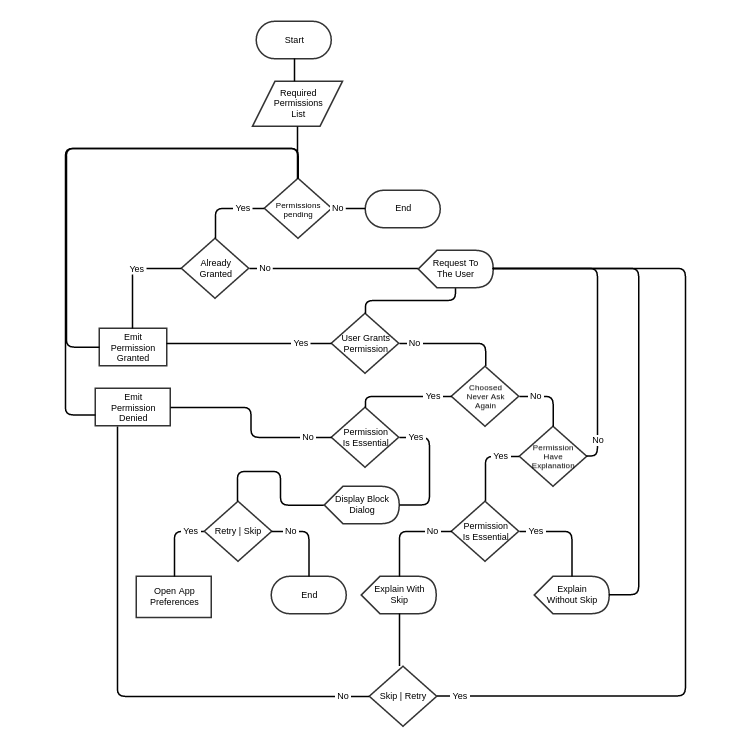 Start
Required
Permissions
List
Permissions
pending
Yes
No
End
Already
Granted
Yes
No
Request To
The User
Emit
Permission
Granted
Yes
User Grants
Permission
No
Choosed
Never Ask
Again
Yes
No
Emit
Permission
Denied
No
Permission
Is Essential
Yes
Permission
Have
Explanation
Yes
No
Display Block
Dialog
Retry | Skip
Yes
No
Permission
Is Essential
No
Yes
Open App
Preferences
End
Explain With
Skip
Explain
Without Skip
No
Skip | Retry
Yes